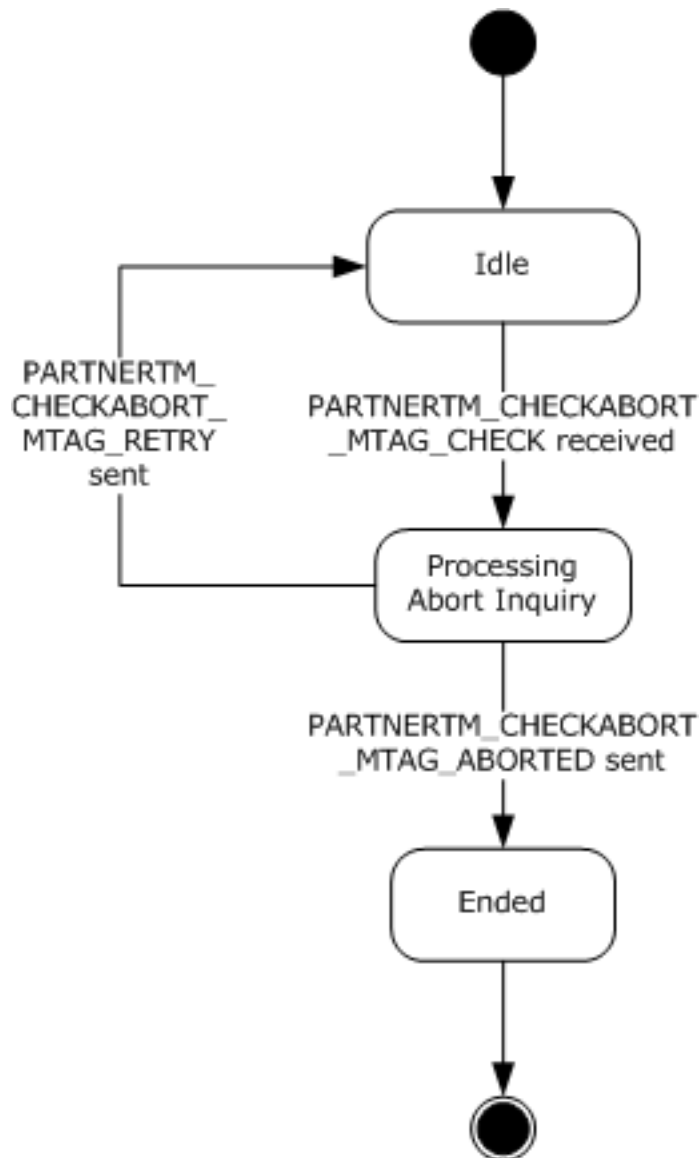 Idle
PARTNERTM_
CHECKABORT_
MTAG_RETRY
sent
PARTNERTM_CHECKABORT
_MTAG_CHECK received
Processing
Abort Inquiry
PARTNERTM_CHECKABORT
_MTAG_ABORTED sent
Ended